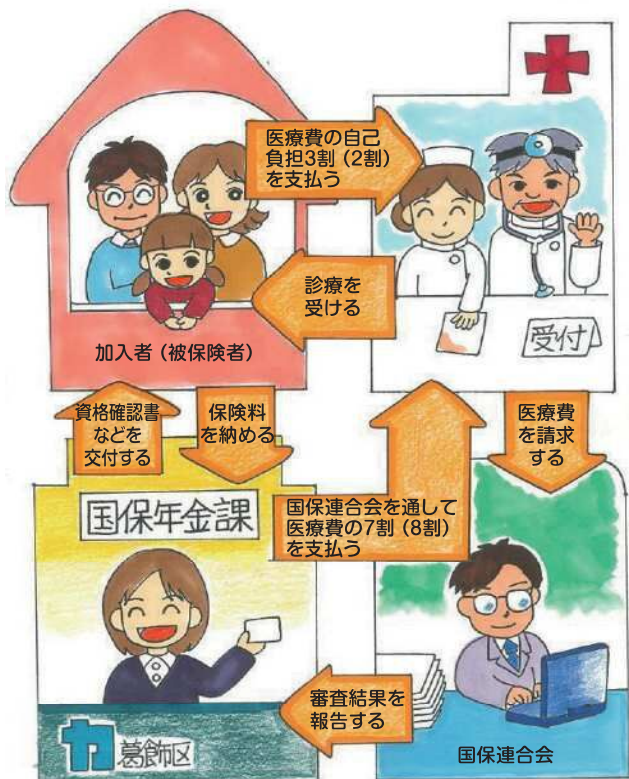 医療費の自己
負担3割（2割）
を支払う
診療を
受ける
加入者（被保険者）
受付
資格確認書
などを
交付する
保険料
を納める
医療費
を請求
する
国保年金課
国保連合会を通して
医療費の7割（8割）
を支払う
審査結果を
報告する
葛飾区
国保連合会